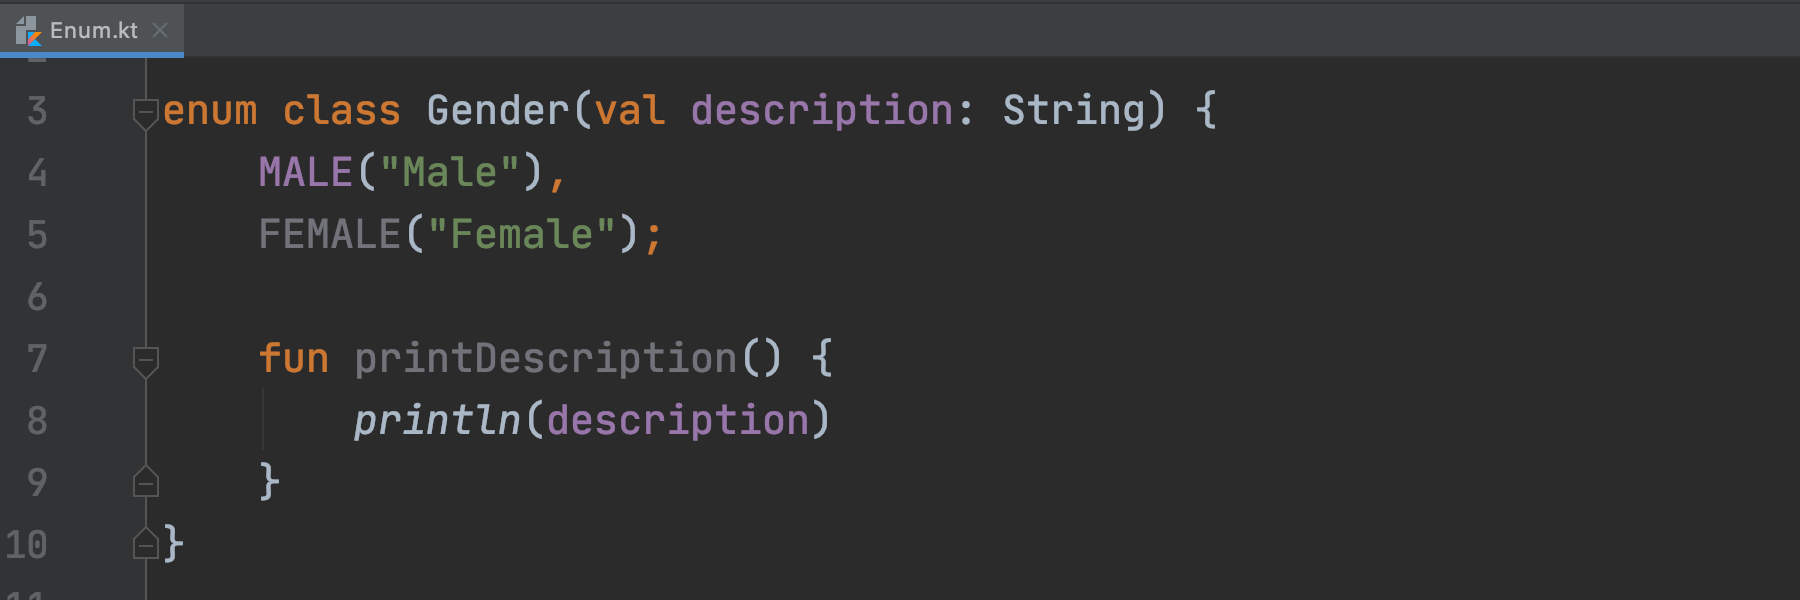 Enum.kt
3 enum class Gender(val description: String) {
4 MALE("Male"),
5 FEMALE("Female");
6
7 fun printDescription() {
8 println(description)
9 }
10 }